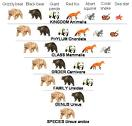 Grizzly bear Black bear Giant panda Red fox Abert squirrel Coral snake Sea star
KINGDOM Animalia
PHYLUM Chordata
CLASS Mammalia
ORDER Carnivora
FAMILY Ursidae
GENUS Ursus
SPECIES Ursus arctos